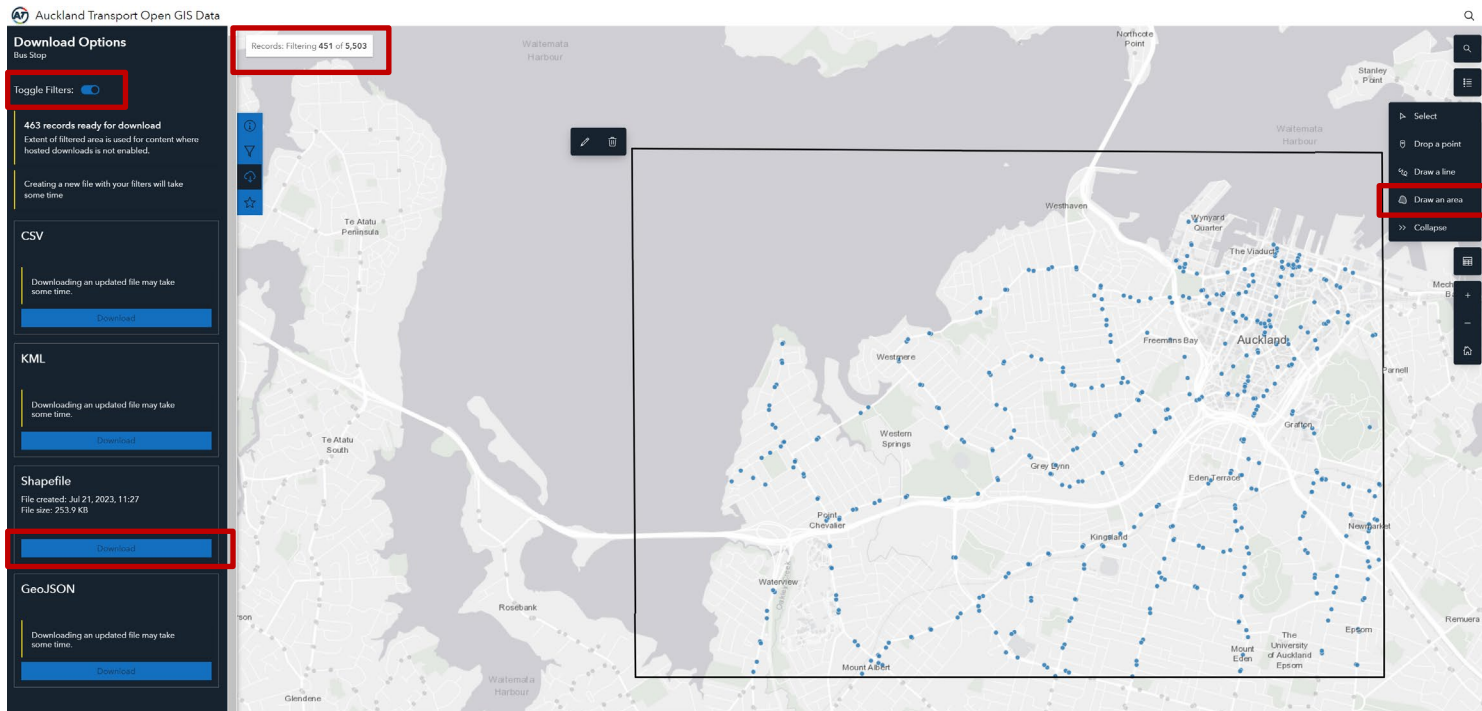 AT Auckland Transport Open GIS Data
Download Options
Bus Stop
Toggle Filters:
463 records ready for download
Extent of filtered area is used for content where
hosted downloads is not enabled.
Creating a new file with your filters will take
some time
CSV
Downloading an updated file may take
some time.
Download
KML
Downloading an updated file may take
some time.
Download
Shapefile
File created: Jul 21, 2023, 11:27
File size: 253.9 KB
Download
GeoJSON
Downloading an updated file may take
some time.
Download
Records: Filtering 451 of 5,503
Waitemata
Harbour
Northcote
Point
Stanley
Point
Waitemata
Harbour
Select
Drop a point
Draw a line
Draw an area
Collapse
Te Atatu
Peninsula
Westhaven
Wynyard
Quarter
The Viaduct
Freemans Bay
Auckland
Parnell
Westmere
Grafton
Te Atatu
South
Western
Springs
Grey Lynn
Eden Terrace
Point
Chevalier
Newmarket
Kingsland
Waterview
Rosebank
Remuera
Epsom
The
University
of Auckland
Epsom
Mount
Eden
Mount Albert
Waitemata
Harbour
Glendene